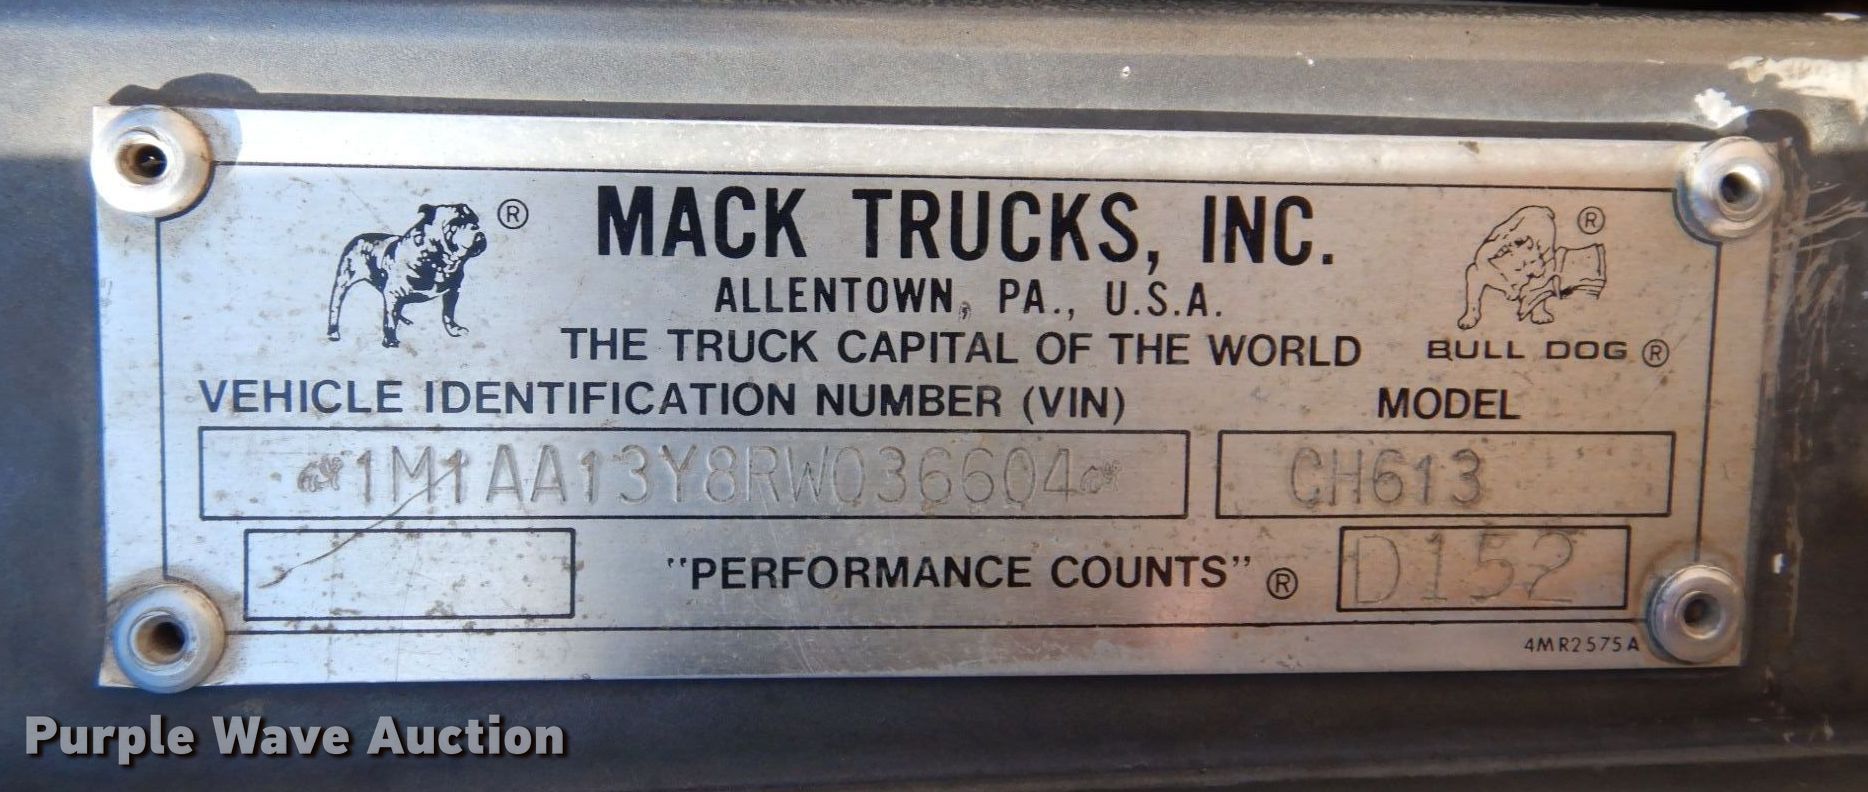 ® MACK TRUCKS, INC. ®
ALLENTOWN, PA., U.S.A.
THE TRUCK CAPITAL OF THE WORLD
BULL DOG ®
VEHICLE IDENTIFICATION NUMBER (VIN)
MODEL
1M1AA13Y8RW036604
CH613
"PERFORMANCE COUNTS" ®
D152
4MR2575A
Purple Wave Auction